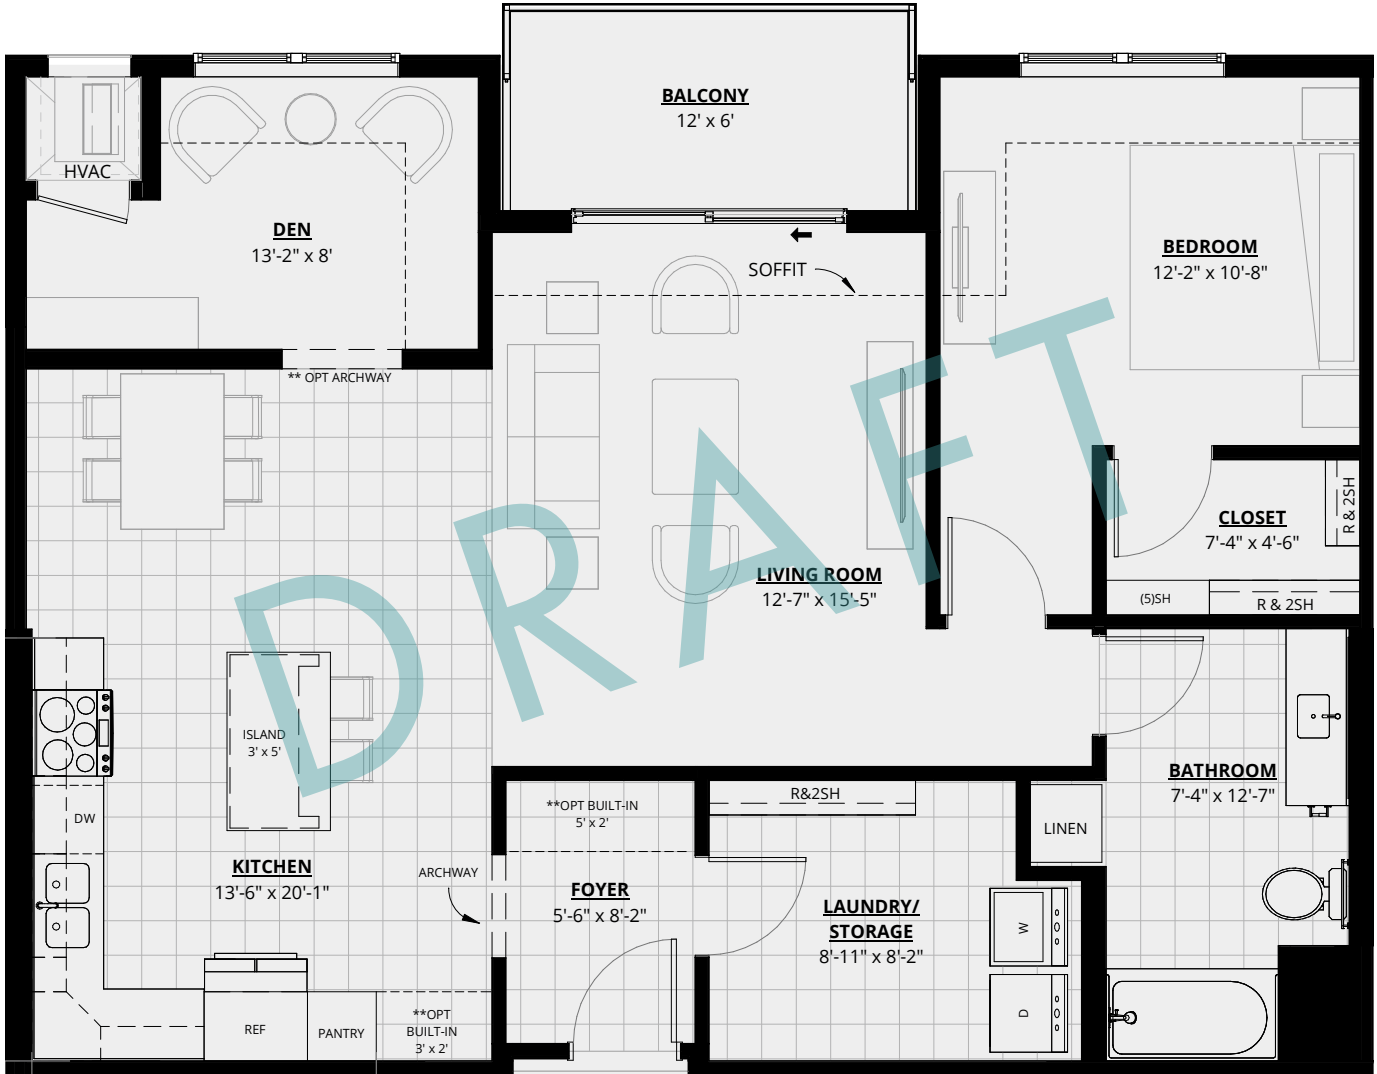 BALCONY
12' x 6'
HVAC
DEN
13'-2" x 8'
SOFFIT
BEDROOM
12'-2" x 10'-8"
** OPT ARCHWAY
R & 2SH
CLOSET
7'-4" x 4'-6"
(5)SH
R & 2SH
LIVING ROOM
12'-7" x 15'-5"
DRAFT
ISLAND
3' x 5'
DW
KITCHEN
13'-6" x 20'-1"
ARCHWAY
**OPT BUILT-IN
5' x 2'
FOYER
5'-6" x 8'-2"
R&2SH
LAUNDRY/
STORAGE
8'-11" x 8'-2"
LINEN
BATHROOM
7'-4" x 12'-7"
W
D
REF
PANTRY
**OPT
BUILT-IN
3' x 2'